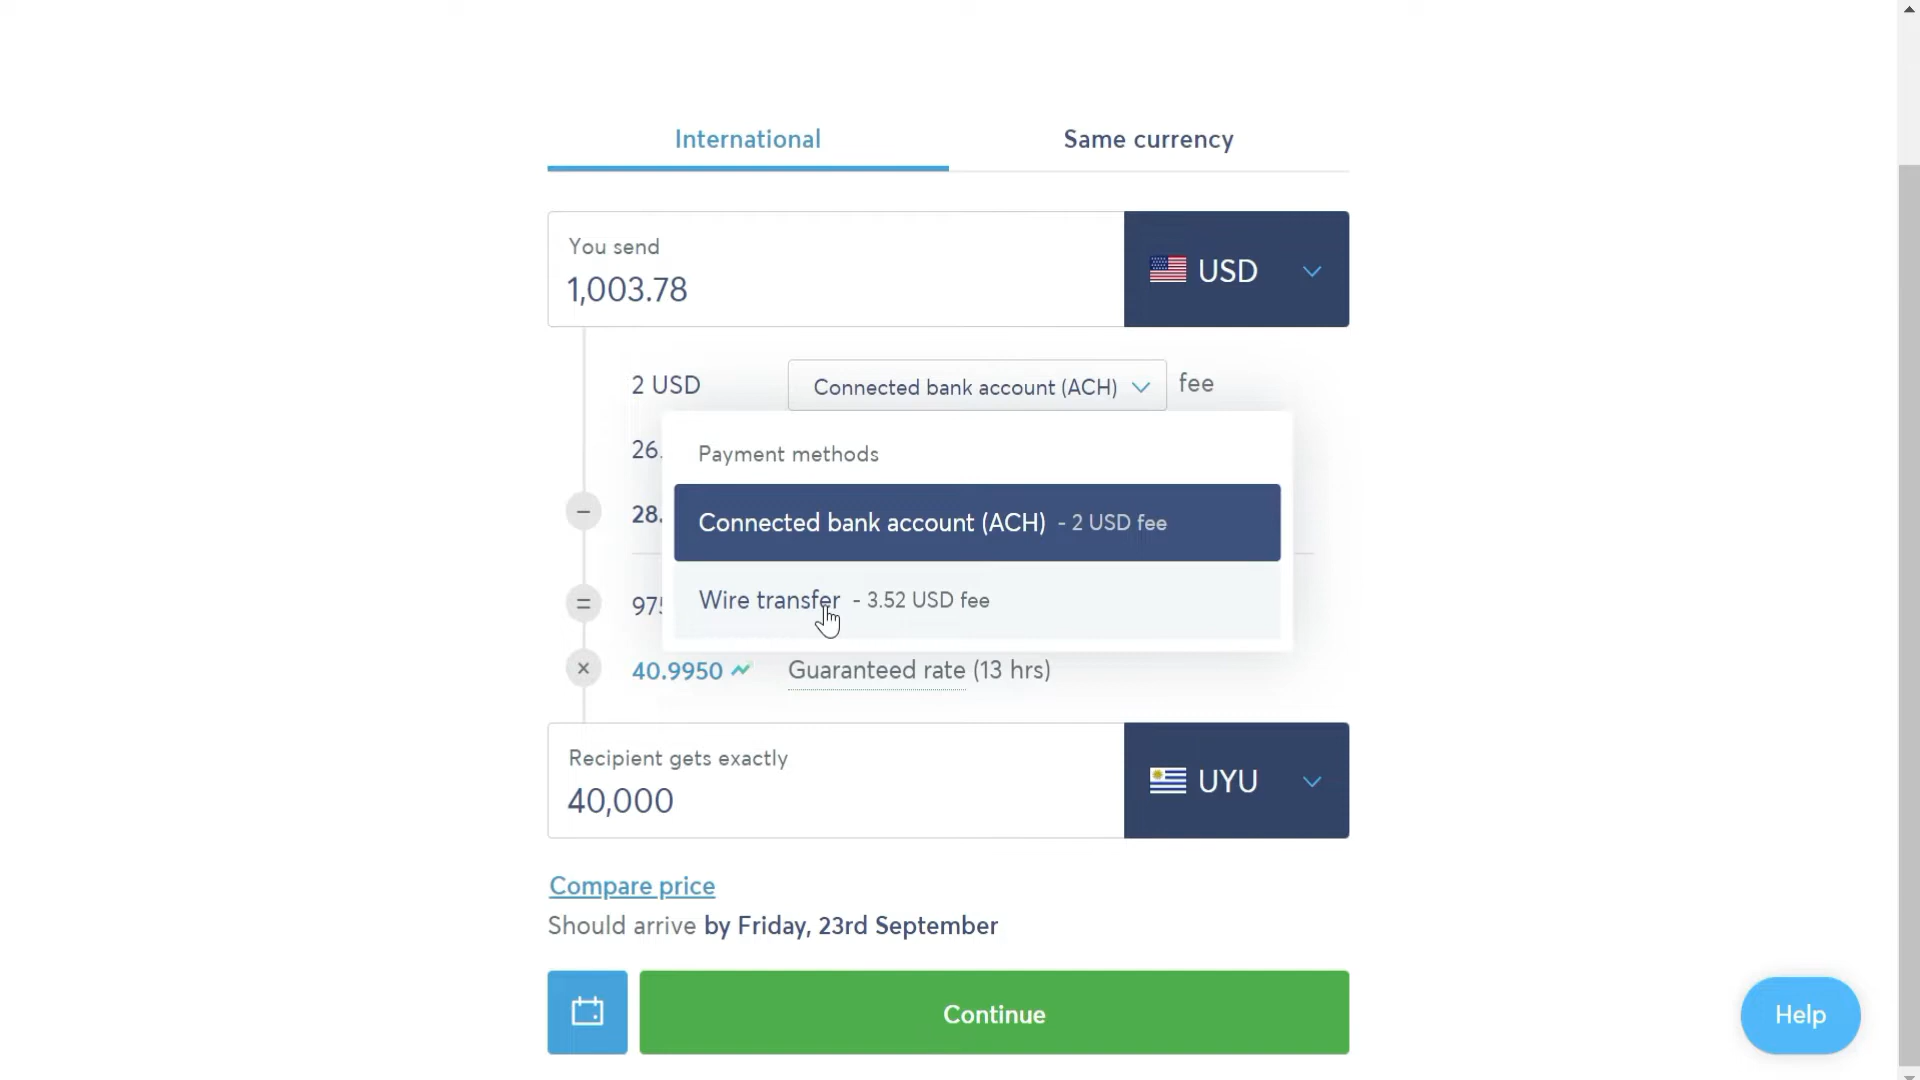 International Same currency
You send
1,003.78
USD
2 USD Connected bank account (ACH) fee
26.
Payment methods
Connected bank account (ACH) - 2 USD fee
28.
Wire transfer - 3.52 USD fee
40.9950 Guaranteed rate (13 hrs)
Recipient gets exactly
40,000
UYU
Compare price
Should arrive by Friday, 23rd September
Continue
Help